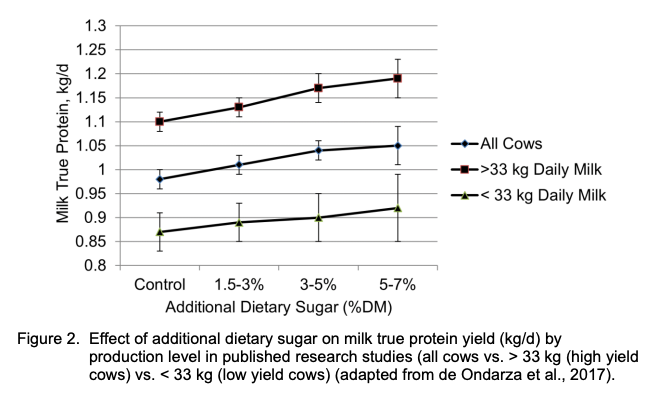 1.3
1.25
1.2
1.15
1.1
1.05
1
0.95
0.9
0.85
0.8
Milk True Protein, kg/d
Control 1.5-3% 3-5% 5-7%
Additional Dietary Sugar (%DM)
All Cows
>33 kg Daily Milk
< 33 kg Daily Milk
Figure 2. Effect of additional dietary sugar on milk true protein yield (kg/d) by
production level in published research studies (all cows vs. > 33 kg (high yield
cows) vs. < 33 kg (low yield cows) (adapted from de Ondarza et al., 2017).